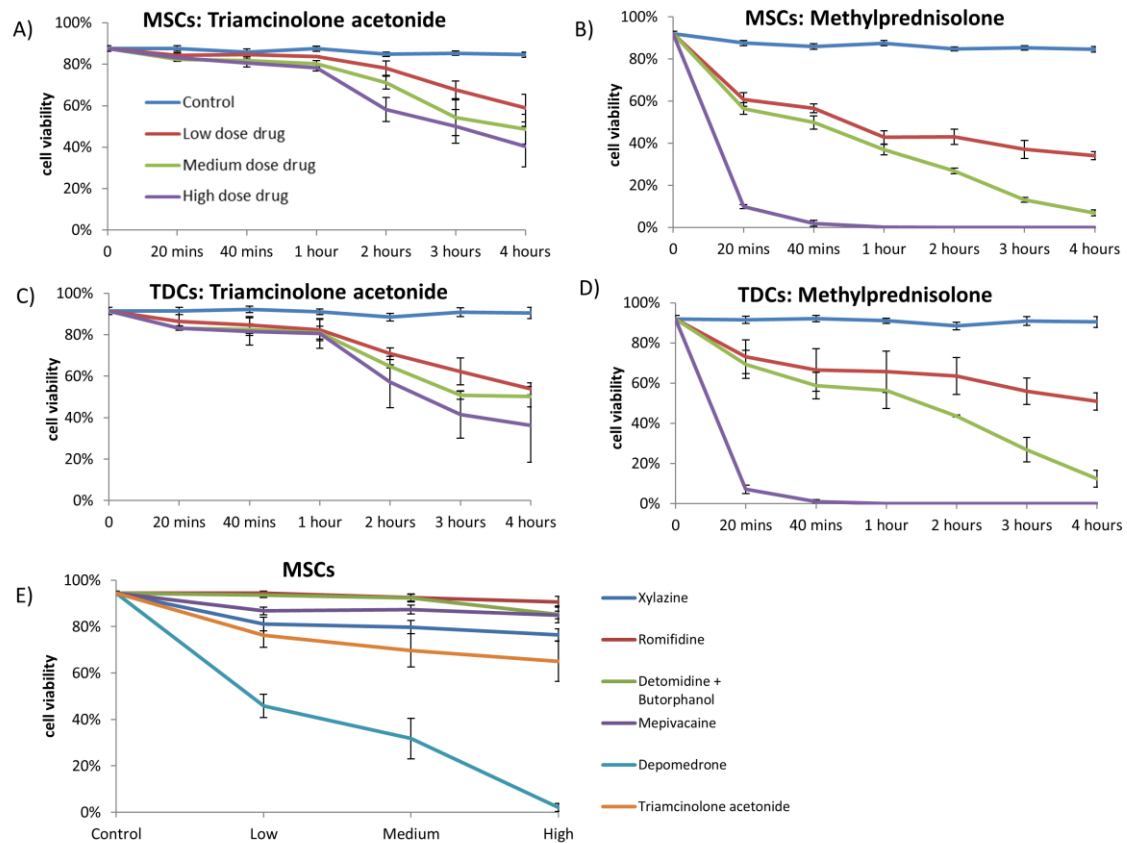 A)
MSCs: Triamcinolone acetonide
100%
80%
60%
40%
20%
0%
cell viability
Control
Low dose drug
Medium dose drug
High dose drug
0 20 mins 40 mins 1 hour 2 hours 3 hours 4 hours
B)
MSCs: Methylprednisolone
100%
80%
60%
40%
20%
0%
cell viability
0 20 mins 40 mins 1 hour 2 hours 3 hours 4 hours
C)
TDCs: Triamcinolone acetonide
100%
80%
60%
40%
20%
0%
cell viability
0 20 mins 40 mins 1 hour 2 hours 3 hours 4 hours
D)
TDCs: Methylprednisolone
100%
80%
60%
40%
20%
0%
cell viability
0 20 mins 40 mins 1 hour 2 hours 3 hours 4 hours
E)
MSCs
100%
80%
60%
40%
20%
0%
cell viability
Control Low Medium High
Xylazine
Romifidine
Detomidine +
Butorphanol
Mepivacaine
Depomedrone
Triamcinolone acetonide